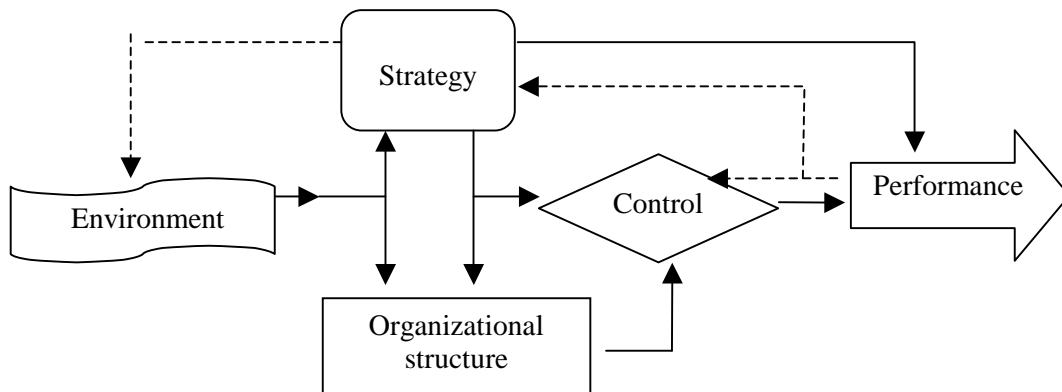 Strategy
Environment
Control
Performance
Organizational
structure